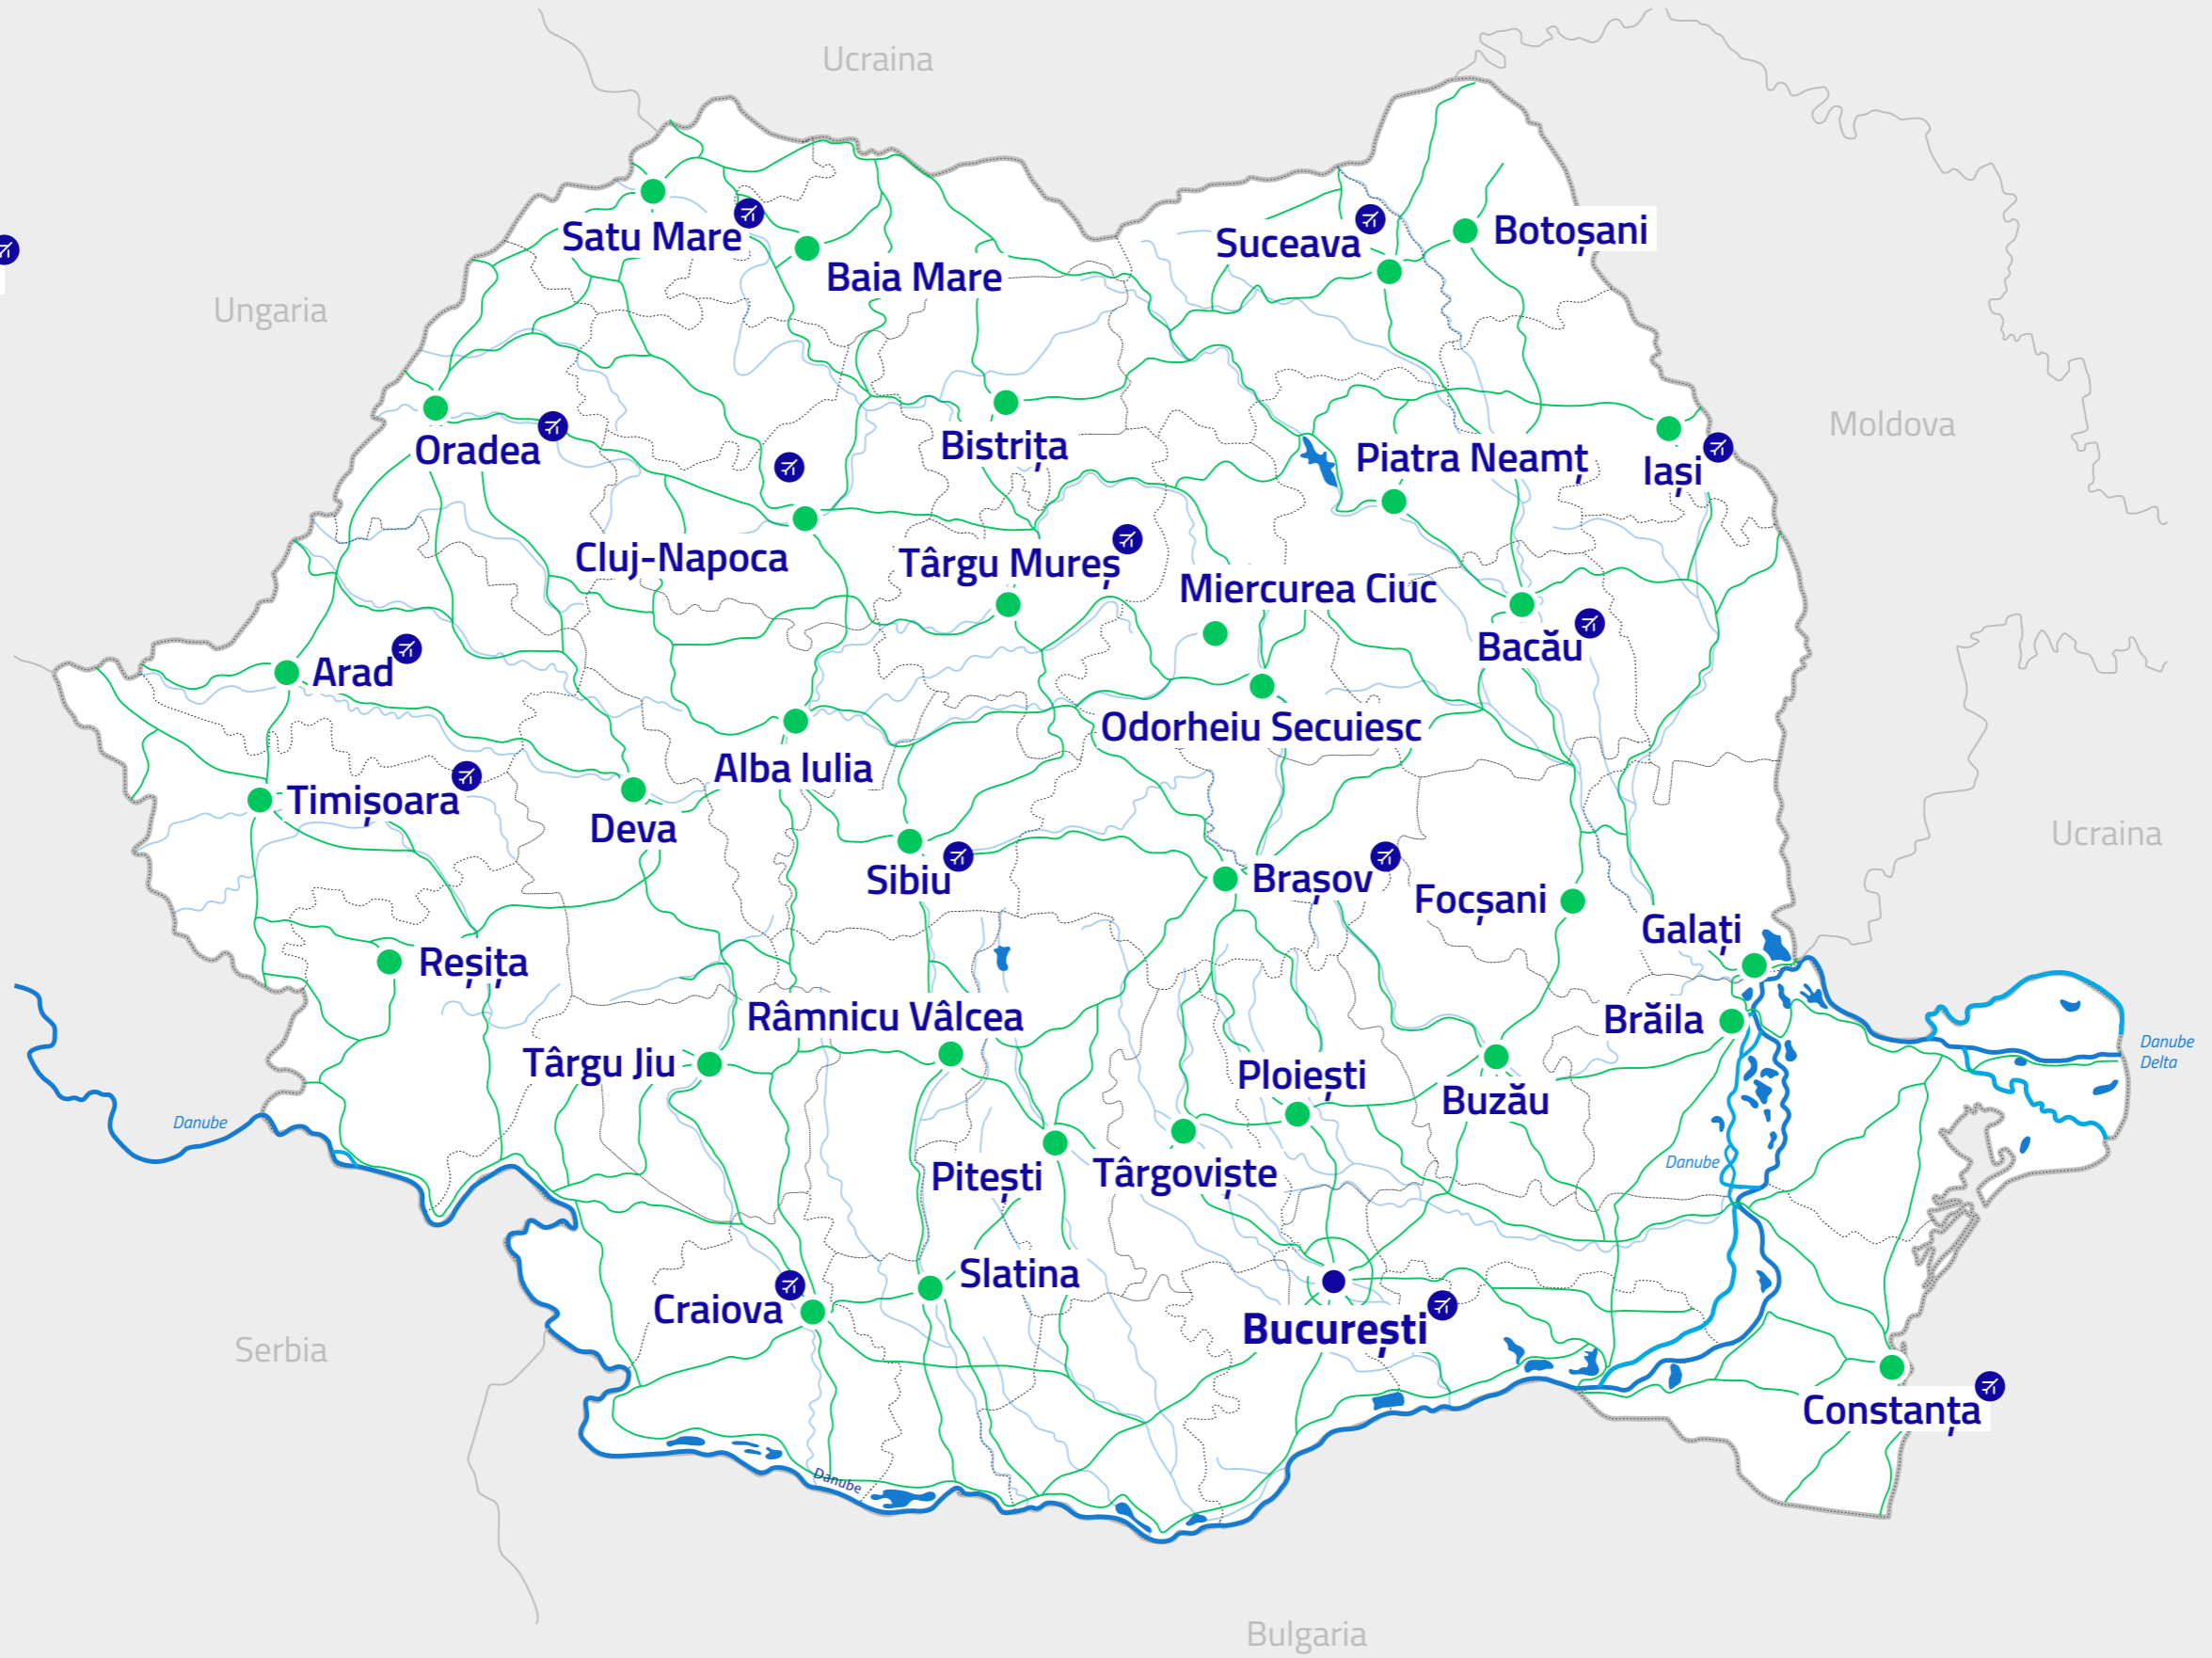 Ucraina
Satu Mare
Baia Mare
Suceava
Botoșani
Ungaria
Oradea
Bistrița
Piatra Neamț
Iași
Moldova
Cluj-Napoca
Târgu Mureș
Miercurea Ciuc
Bacău
Arad
Odorheiu Secuiesc
Alba Iulia
Timișoara
Deva
Sibiu
Brașov
Focșani
Galați
Ucraina
Reșița
Râmnicu Vâlcea
Brăila
Târgu Jiu
Ploiești
Buzău
Danube
Delta
Danube
Pitești
Târgoviște
Danube
Slatina
Craiova
București
Serbia
Constanța
Danube
Bulgaria